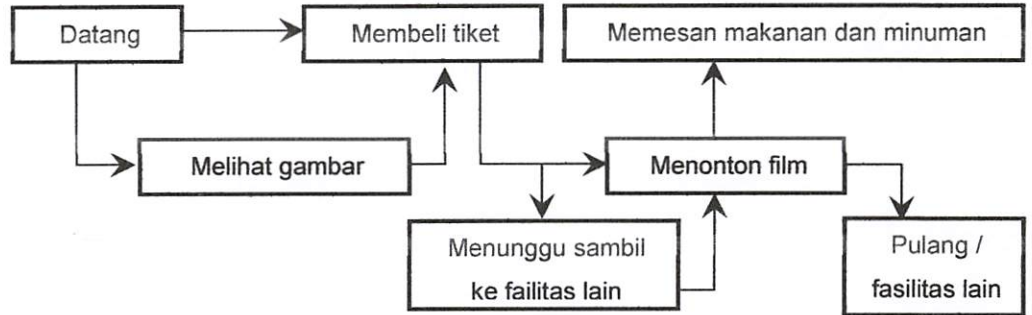 Datang
Membeli tiket
Memesan makanan dan minuman
Melihat gambar
Menonton film
Menunggu sambil
ke failitas lain
Pulang /
fasilitas lain